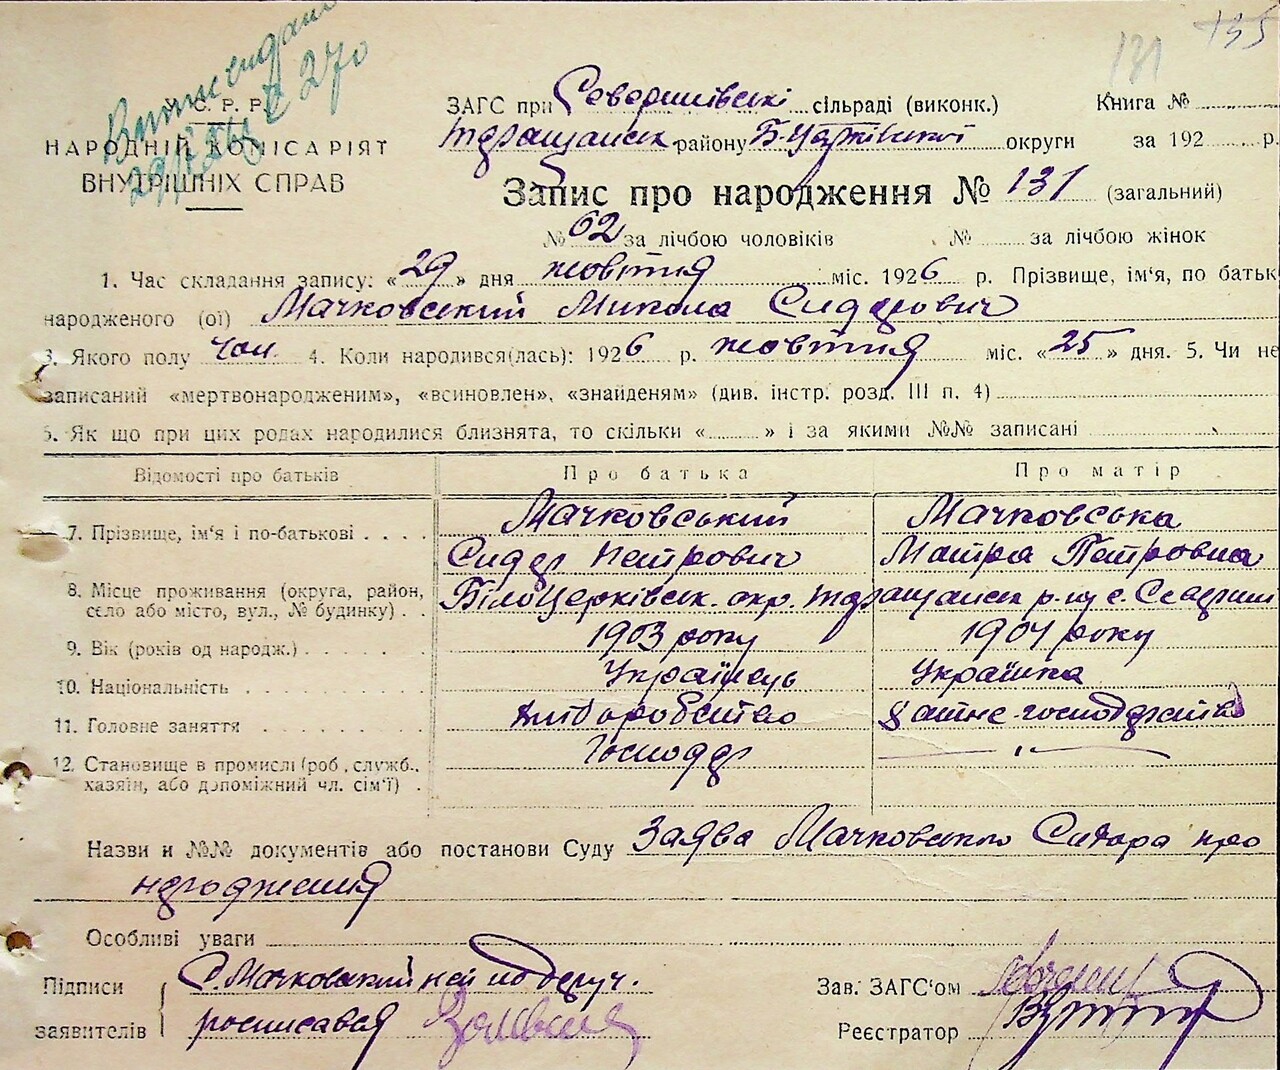 131 135
У. С. Р. Р.
НАРОДНІЙ КОМІСАРІЯТ
ВНУТРІШНІХ СПРАВ
270
ЗАГС при сільраді (виконк.) Книга №
Таращанськ району Б-Церківської округи за 192 р.
Запис про народження № 131 (загальний)
№ 62 за лічбою чоловіків № за лічбою жінок
1. Час складання запису: «29» дня жовтня міс. 1926 р. Прізвище, ім'я, по батьк
народженого (ої) Мачковський Микола Сидорович
3. Якого полу чол. 4. Коли народився(лась): 1926 р. жовтня міс. «25» дня. 5. Чи не
записаний «мертвонародженим», «всиновлен», «знайденям» (див. інстр. розд. III п. 4)
6. Як що при цих родах народилися близнята, то скільки « » і за якими №№ записані
Відомості про батьків Про батька Про матір
7. Прізвище, ім'я і по-батькові Мачковський Мачковська
Сидор Петрович Мотря Петровна
8. Місце проживання (округа, район, село або місто, вул., № будинку) Білоцерківськ. окр. Таращанськ р-ну с.
9. Вік (років од народж.) 1903 року 1904 року
10. Національність Українець Українка
11. Головне заняття Хліборобство хатне господарство
12. Становище в промислі (роб., служб., Господар
хазяїн, або допоміжний чл. сім'ї)
Назви и №№ документів або постанови Суду Заява Мачковського Сидора про
народження
Особливі уваги
Підписи С. Мачковський
заявителів росписався
Зав. ЗАГС'ом
Реєстратор